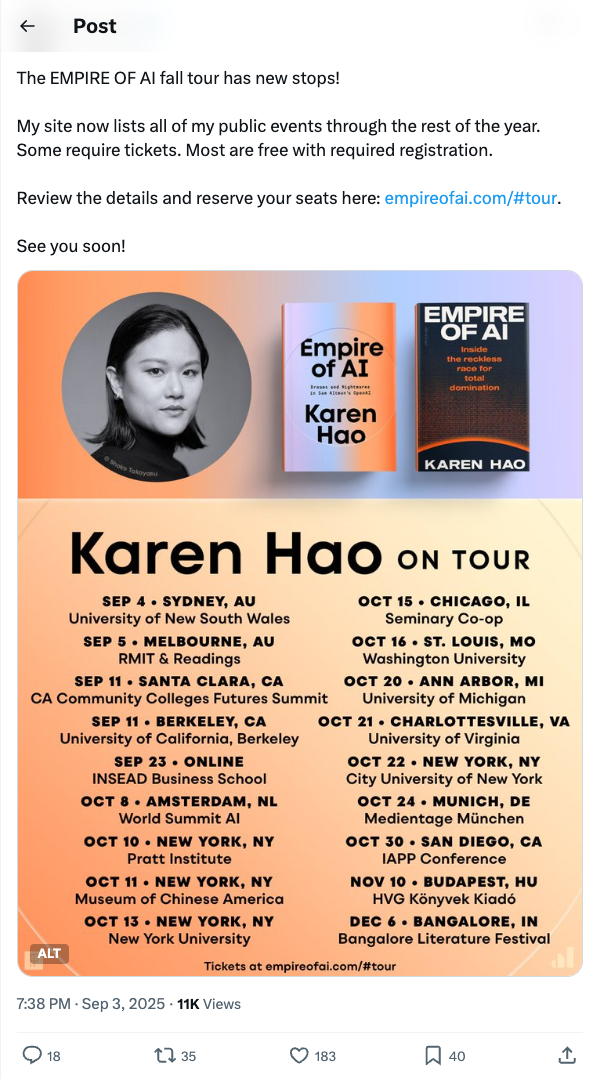 Post
The EMPIRE OF AI fall tour has new stops!
My site now lists all of my public events through the rest of the year.
Some require tickets. Most are free with required registration.
Review the details and reserve your seats here: empireofai.com/#tour.
See you soon!
© Shoko Takayasu
Empire
of AI
Dreams and Nightmares
in Sam Altman's OpenAI
Karen
Hao
EMPIRE
OF AI
Inside
the reckless
race for
total
domination
KAREN HAO
Karen Hao ON TOUR
SEP 4 • SYDNEY, AU
University of New South Wales
SEP 5 • MELBOURNE, AU
RMIT & Readings
SEP 11 • SANTA CLARA, CA
CA Community Colleges Futures Summit
SEP 11 • BERKELEY, CA
University of California, Berkeley
SEP 23 • ONLINE
INSEAD Business School
OCT 8 • AMSTERDAM, NL
World Summit AI
OCT 10 • NEW YORK, NY
Pratt Institute
OCT 11 • NEW YORK, NY
Museum of Chinese America
OCT 13 • NEW YORK, NY
New York University
OCT 15 • CHICAGO, IL
Seminary Co-op
OCT 16 • ST. LOUIS, MO
Washington University
OCT 20 • ANN ARBOR, MI
University of Michigan
OCT 21 • CHARLOTTESVILLE, VA
University of Virginia
OCT 22 • NEW YORK, NY
City University of New York
OCT 24 • MUNICH, DE
Medientage München
OCT 30 • SAN DIEGO, CA
IAPP Conference
NOV 10 • BUDAPEST, HU
HVG Könyvek Kiadó
DEC 6 • BANGALORE, IN
Bangalore Literature Festival
ALT
Tickets at empireofai.com/#tour
7:38 PM · Sep 3, 2025 · 11K Views
18 35 183 40